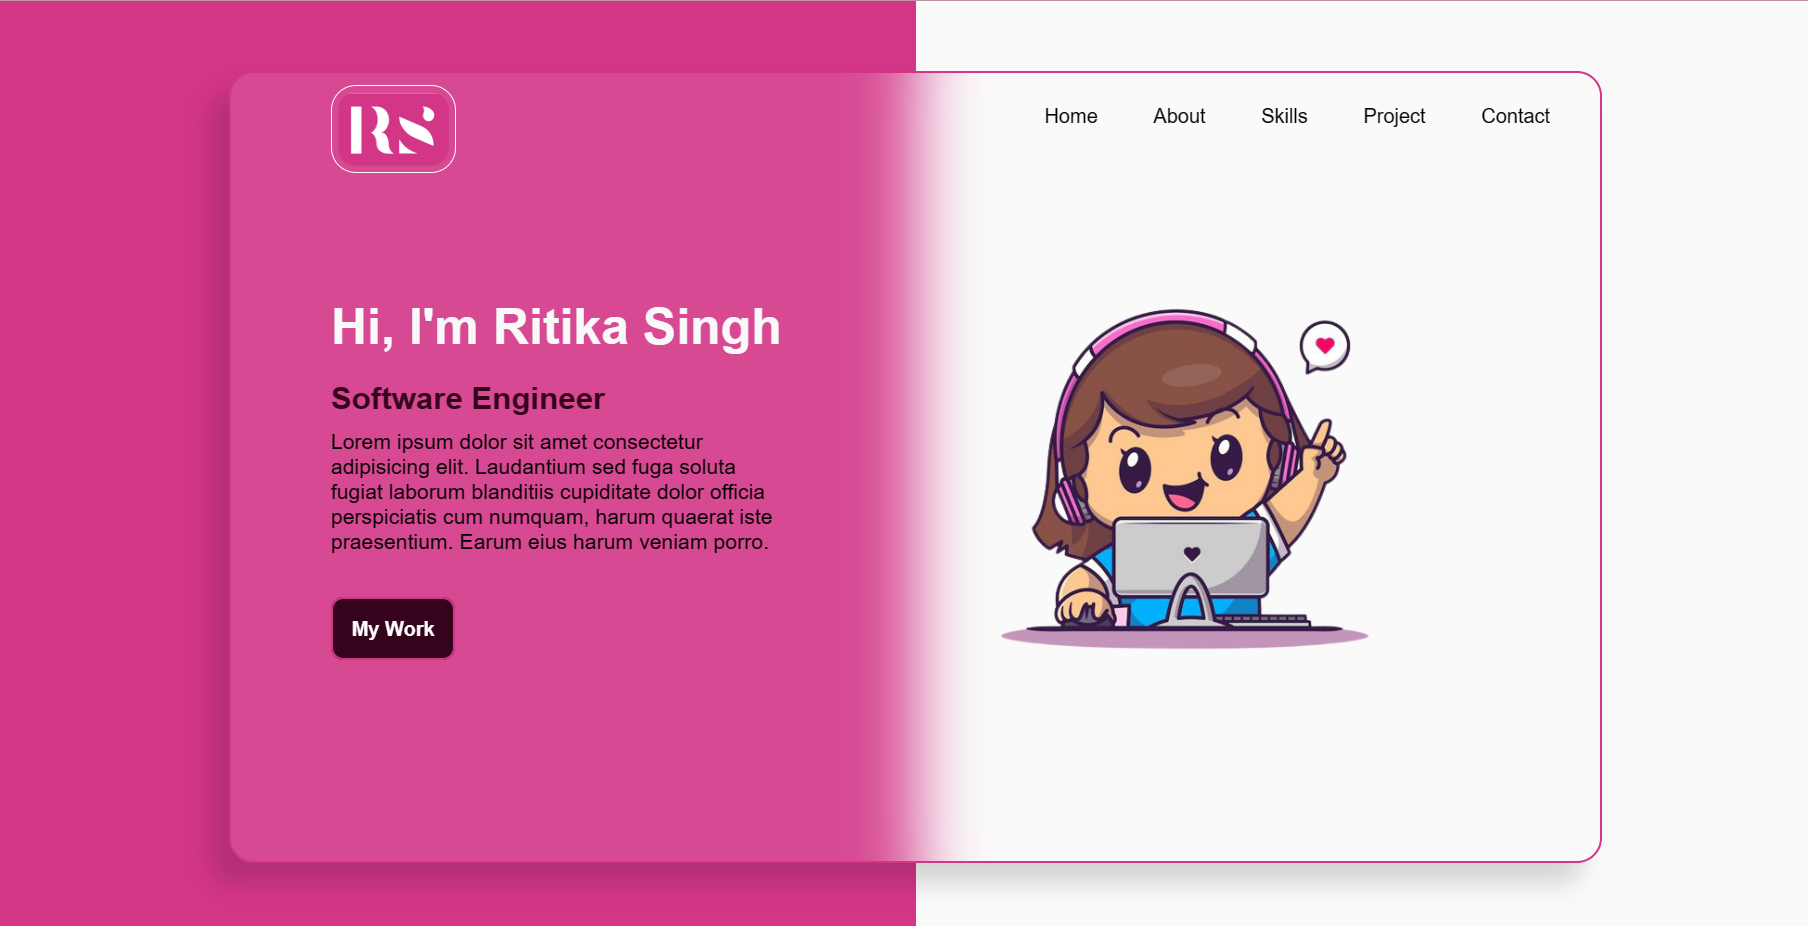 RS
Home About Skills Project Contact
Hi, I'm Ritika Singh
Software Engineer
Lorem ipsum dolor sit amet consectetur
adipisicing elit. Laudantium sed fuga soluta
fugiat laborum blanditiis cupiditate dolor officia
perspiciatis cum numquam, harum quaerat iste
praesentium. Earum eius harum veniam porro.
My Work